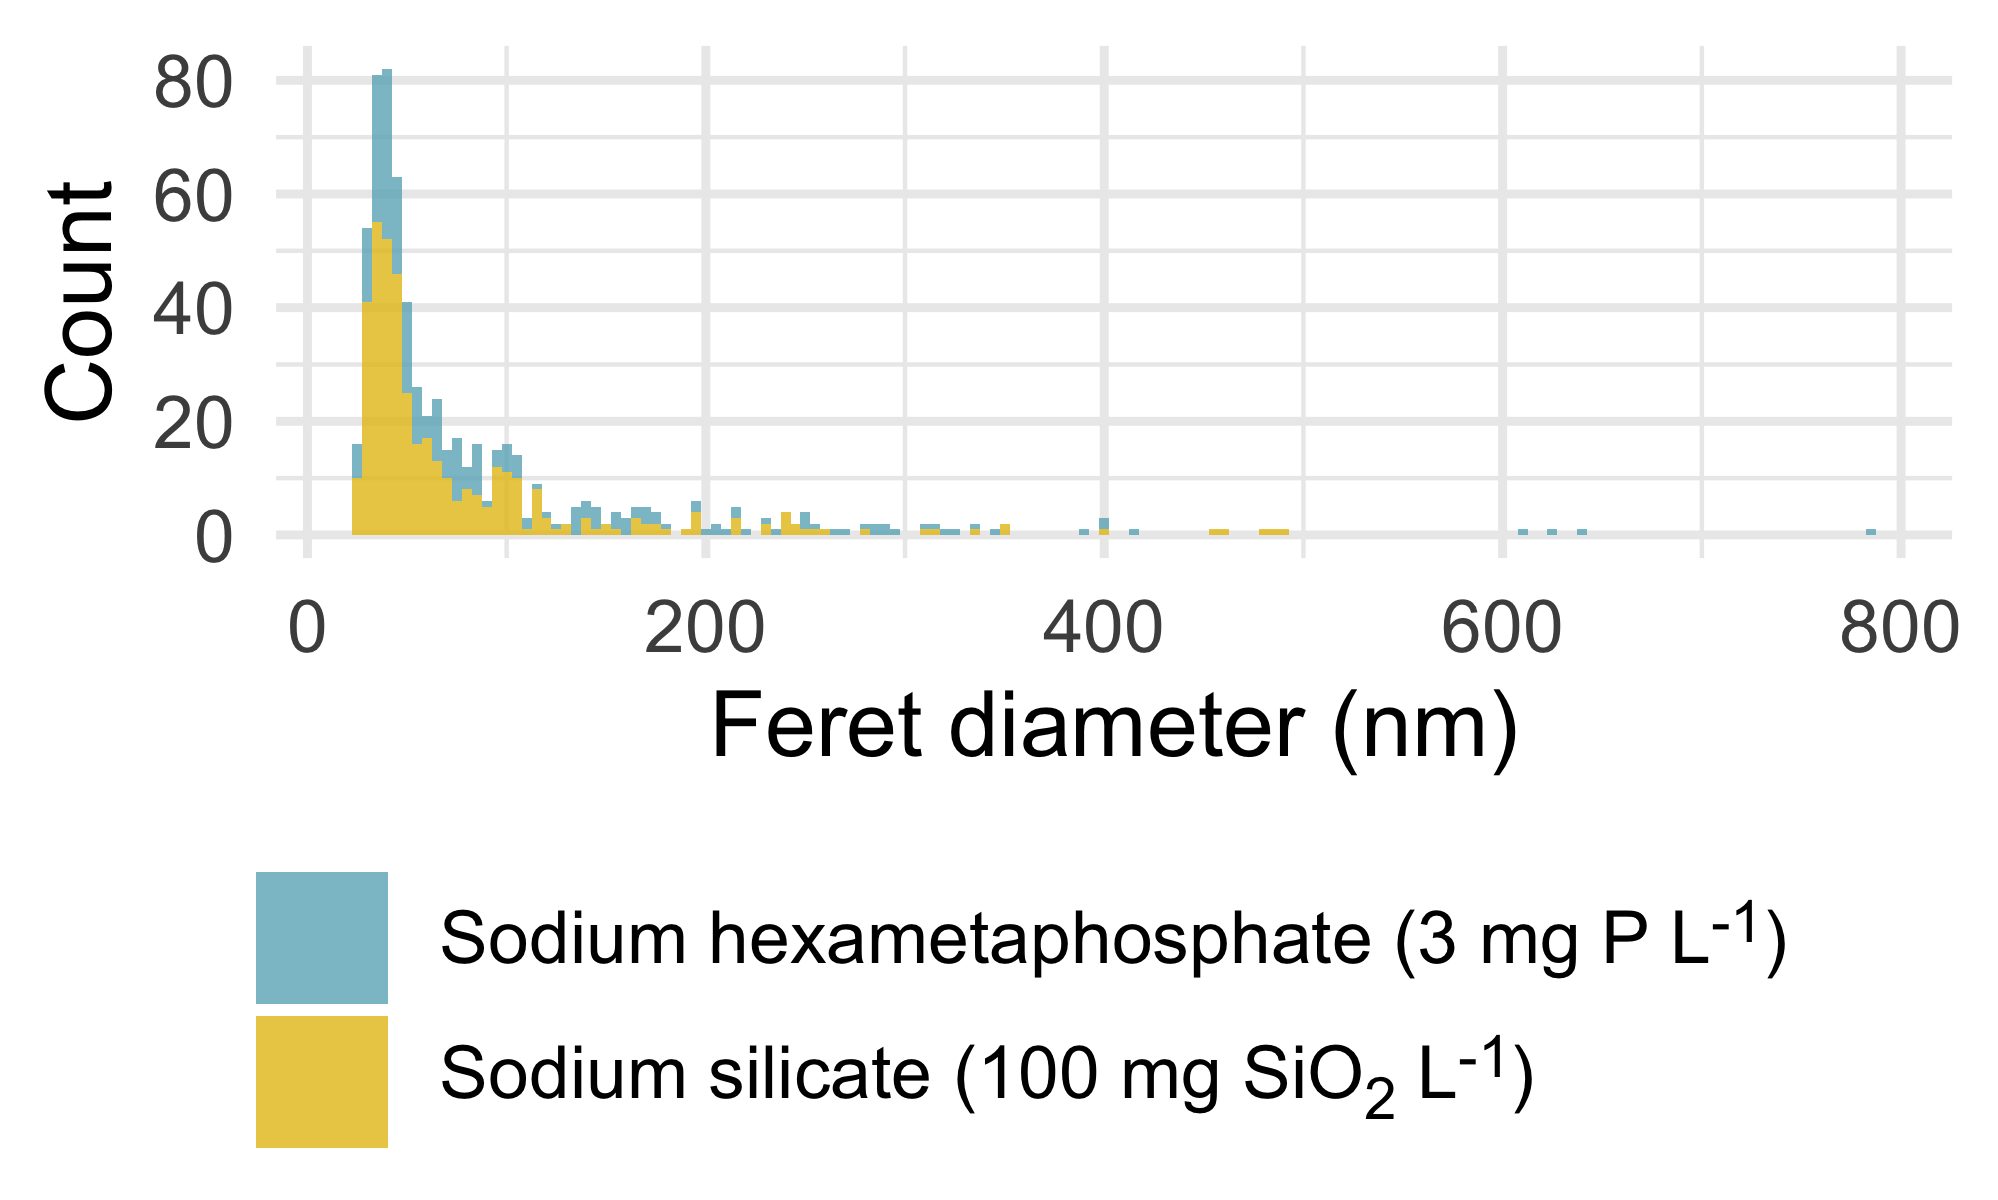 80
60
40
20
0
Count
0 200 400 600 800
Feret diameter (nm)
Sodium hexametaphosphate (3 mg P L⁻¹)
Sodium silicate (100 mg SiO₂ L⁻¹)